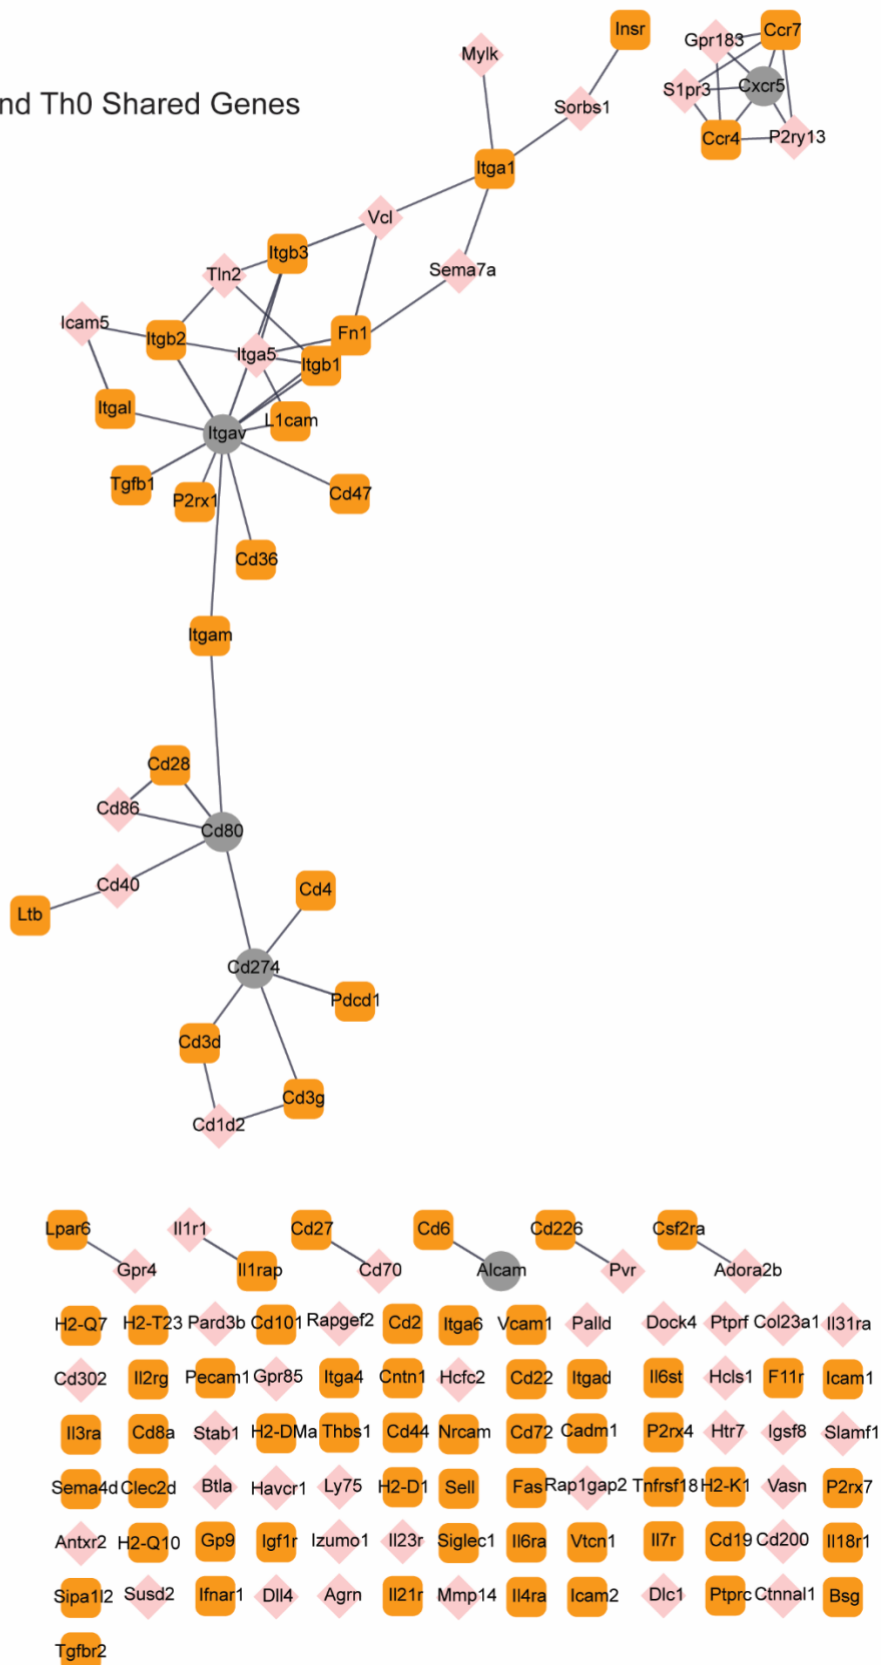 Insr
Ccr7
Gpr183
Mylk
S1pr3
Cxcr5
nd Th0 Shared Genes
Sorbs1
Ccr4
P2ry13
Itga1
Vcl
Itgb3
Tln2
Sema7a
Icam5
Itgb2
Fn1
Itga5
Itgb1
Itgal
L1cam
Itgav
Tgfb1
P2rx1
Cd47
Cd36
Itgam
Cd28
Cd86
Cd80
Cd40
Cd4
Ltb
Cd274
Pdcd1
Cd3d
Cd3g
Cd1d2
Lpar6 Il1r1 Cd27 Cd6 Cd226 Csf2ra
Gpr4 Il1rap Cd70 Alcam Pvr Adora2b
H2-Q7 H2-T23 Pard3b Cd101 Rapgef2 Cd2 Itga6 Vcam1 Palld Dock4 Ptprf Col23a1 Il31ra
Cd302 Il2rg Pecam1 Gpr85 Itga4 Cntn1 Hcfc2 Cd22 Itgad Il6st Hcls1 F11r Icam1
Il3ra Cd8a Stab1 H2-DMa Thbs1 Cd44 Nrcam Cd72 Cadm1 P2rx4 Htr7 Igsf8 Slamf1
Sema4d Clec2d Btla Havcr1 Ly75 H2-D1 Sell Fas Rap1gap2 Tnfrsf18 H2-K1 Vasn P2rx7
Antxr2 H2-Q10 Gp9 Igf1r Izumo1 Il23r Siglec1 Il6ra Vtcn1 Il7r Cd19 Cd200 Il18r1
Sipa1l2 Susd2 Ifnar1 Dll4 Agrn Il21r Mmp14 Il4ra Icam2 Dlc1 Ptprc Ctnnal1 Bsg
Tgfbr2